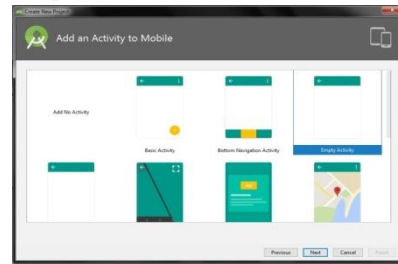 Create New Project
Add an Activity to Mobile
Add No Activity
Basic Activity
Bottom Navigation Activity
Empty Activity
Previous
Next
Cancel
Finish